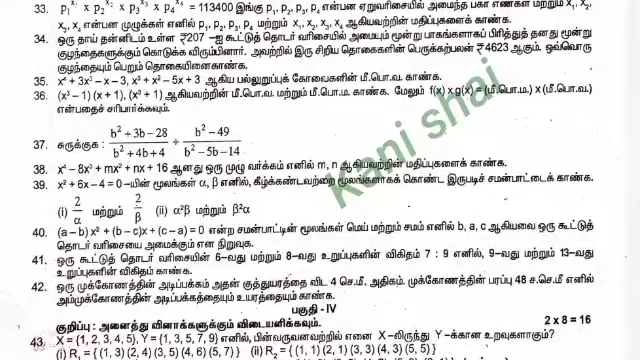 33. p₁^x₁ x p₂^x₂ x p₃^x₃ x p₄^x₄ = 113400 இங்கு p₁, p₂, p₃, p₄ என்பன ஏறுவரிசையில் அமைந்த பகா எண்கள் மற்றும் x₁, x₂,
x₃, x₄ என்பன முழுக்கள் எனில் p₁, p₂, p₃, p₄ மற்றும் x₁, x₂, x₃, x₄ ஆகியவற்றின் மதிப்புகளைக் காண்க.
34. ஒரு தாய் தன்னிடம் உள்ள ₹207 –ஐ கூட்டுத் தொடர் வரிசையில் அமையும் மூன்று பாகங்களாகப் பிரித்துத் தனது மூன்று
குழந்தைகளுக்கும் கொடுக்க விரும்பினார். அவற்றில் இரு சிறிய தொகைகளின் பெருக்கற்பலன் ₹4623 ஆகும். ஒவ்வொரு
குழந்தையும் பெறும் தொகையினைகாண்க.
35. x⁴ + 3x³ – x – 3, x³ + x² – 5x + 3 ஆகிய பல்லுறுப்புக் கோவைகளின் மீ.பொ.வ. காண்க.
36. (x³ – 1) (x + 1), (x³ + 1) ஆகியவற்றின் மீ.பொ.வ. மற்றும் மீ.பொ.ம. காண்க. மேலும் f(x) x g(x) = (மீ.பொ.ம.) x (மீ.பொ.வ.)
என்பதைச் சரிபார்க்கவும்.
37. சுருக்குக : b² + 3b – 28 / b² + 4b + 4 ÷ b² – 49 / b² – 5b – 14
38. x⁴ – 8x³ + mx² + nx + 16 ஆனது ஒரு முழு வர்க்கம் எனில் m, n ஆகியவற்றின் மதிப்புகளைக் காண்க.
39. x² + 6x – 4 = 0 –யின் மூலங்கள் α, β எனில், கீழ்க்கண்டவற்றை மூலங்களாகக் கொண்ட இருபடிச் சமன்பாட்டைக் காண்க.
(i) 2/α மற்றும் 2/β (ii) α²β மற்றும் β²α
40. (a – b) x² + (b – c)x + (c – a) = 0 என்ற சமன்பாட்டின் மூலங்கள் மெய் மற்றும் சமம் எனில் b, a, c ஆகியவை ஒரு கூட்டுத்
தொடர் வரிசையை அமைக்கும் என நிறுவுக.
41. ஒரு கூட்டுத் தொடர் வரிசையின் 6–வது மற்றும் 8–வது உறுப்புகளின் விகிதம் 7 : 9 எனில், 9–வது மற்றும் 13–வது
உறுப்புகளின் விகிதம் காண்க.
42. ஒரு முக்கோணத்தின் அடிப்பக்கம் அதன் குத்துயரத்தை விட 4 செ.மீ. அதிகம். முக்கோணத்தின் பரப்பு 48 ச.செ.மீ எனில்
அம்முக்கோணத்தின் அடிப்பக்கத்தையும் உயரத்தையும் காண்க.
பகுதி - IV
குறிப்பு : அனைத்து வினாக்களுக்கும் விடையளிக்கவும். 2 x 8 = 16
43. X = {1, 2, 3, 4, 5}, Y = {1, 3, 5, 7, 9} எனில், பின்வருவனவற்றில் எனை X –லிருந்து Y –க்கான உறவுகளாகும்?
(i) R₁ = { (1, 3) (2, 4) (3, 5) (4, 6) (5, 7) } (ii) R₂ = { (1, 1) (2, 1) (3, 3) (4, 3) (5, 5) }
Kani shai